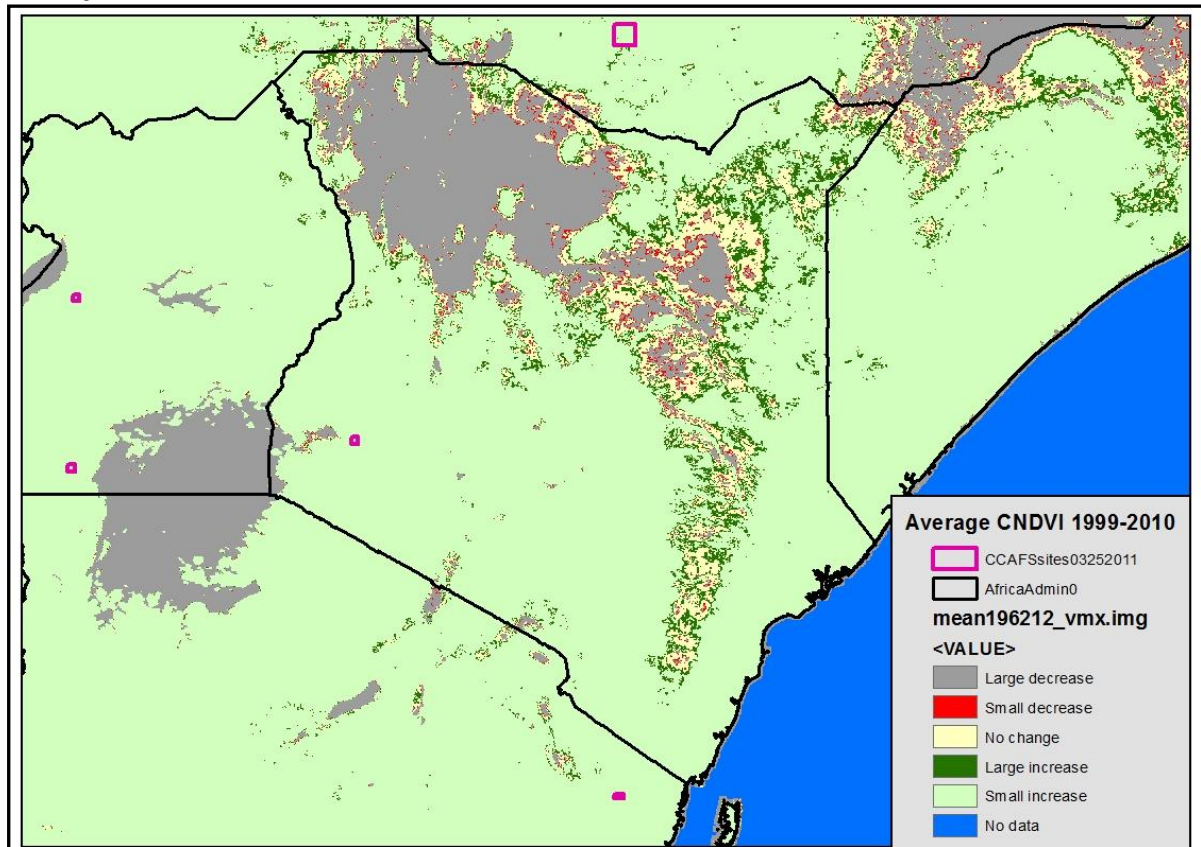 Average CNDVI 1999-2010
CCAFSsites03252011
AfricaAdmin0
mean196212_vmx.img
<VALUE>
Large decrease
Small decrease
No change
Large increase
Small increase
No data